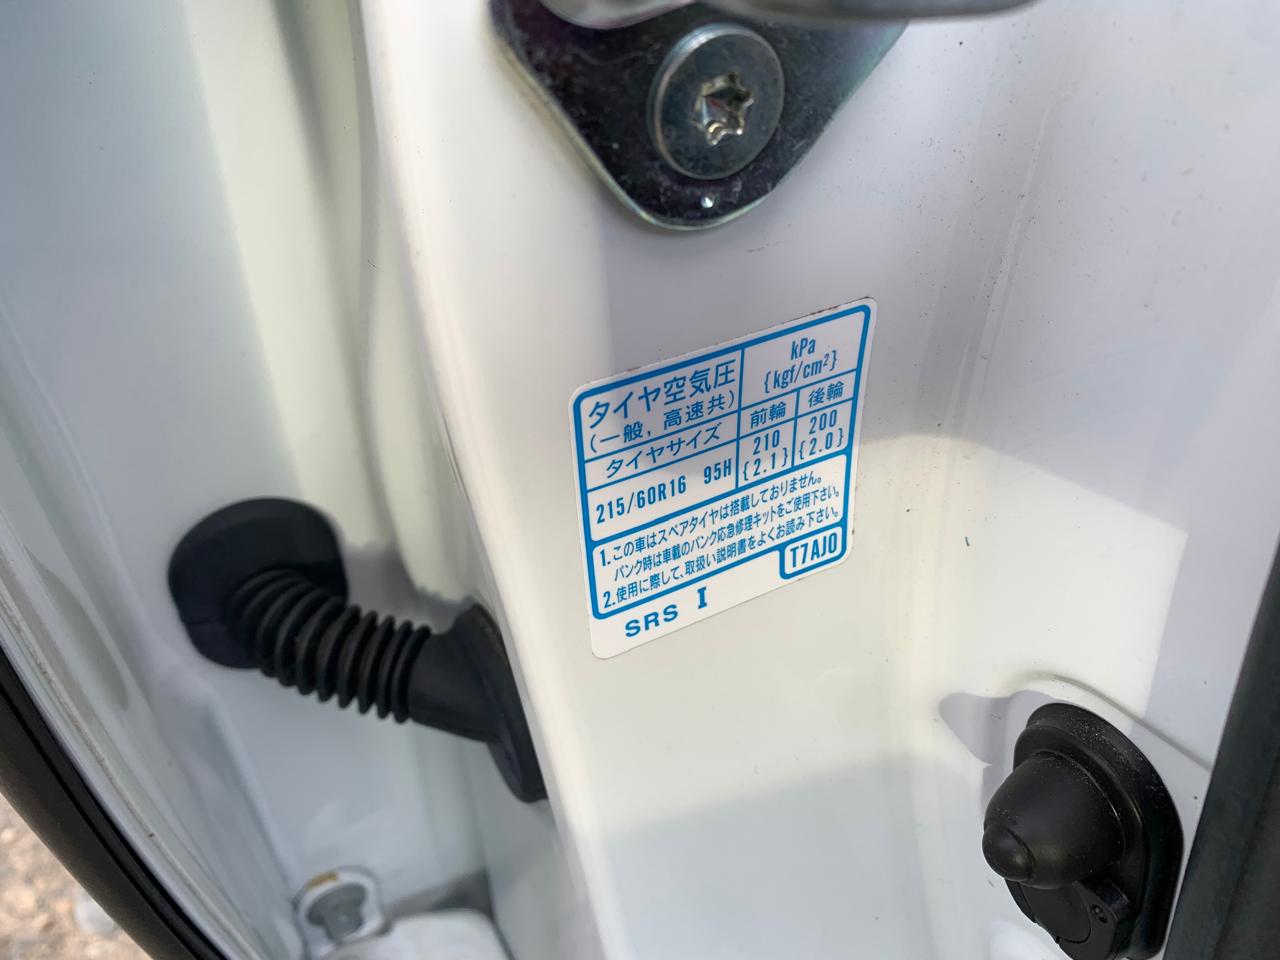 タイヤ空気圧
(一般, 高速共)
kPa
{kgf/cm²}
タイヤサイズ
前輪
後輪
215/60R16 95H
210
{2.1}
200
{2.0}
1.この車はスペアタイヤは搭載しておりません。
パンク時は車載のパンク応急修理キットをご使用下さい。
2.使用に際して、取扱い説明書をよくお読み下さい。
T7AJ0
SRS I